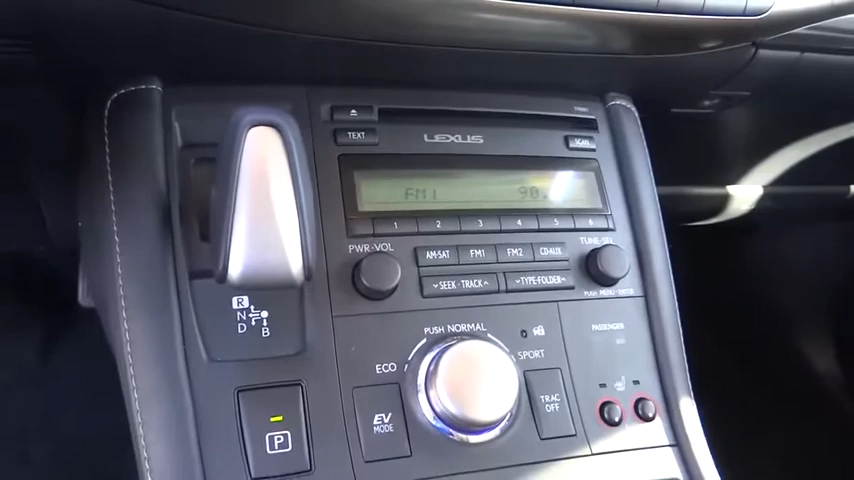 TEXT
LEXUS
SCAN
FM1 90.
1 2 3 4 5 6
PWR·VOL
AM·SAT FM1 FM2 CD·AUX
TUNE·SEL
SEEK·TRACK
TYPE·FOLDER
PUSH MENU·ENTER
R
N
D B
PUSH NORMAL
ECO
SPORT
PASSENGER
EV
MODE
TRAC
OFF
P